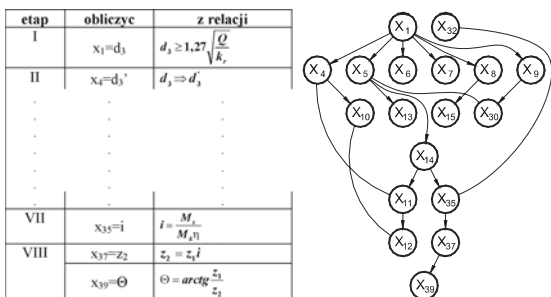 etap obliczyc z relacji
I x₁=d₃ d₃ ≥ 1,27√(Q/kᵣ)
II x₄=d₃' d₃ ⇒ d₃'
. . .
. . .
. . .
. . .
. . .
. . .
VII x₃₅=i i = Mₛ/(Mₖη)
VIII x₃₇=z₂ z₂ = z₁i
x₃₉=Θ Θ = arctg z₁/z₂
X₁ X₃₂
X₄ X₅ X₆ X₇ X₈ X₉
X₁₀ X₁₃ X₁₅ X₃₀
X₁₄
X₁₁ X₃₅
X₁₂ X₃₇
X₃₉